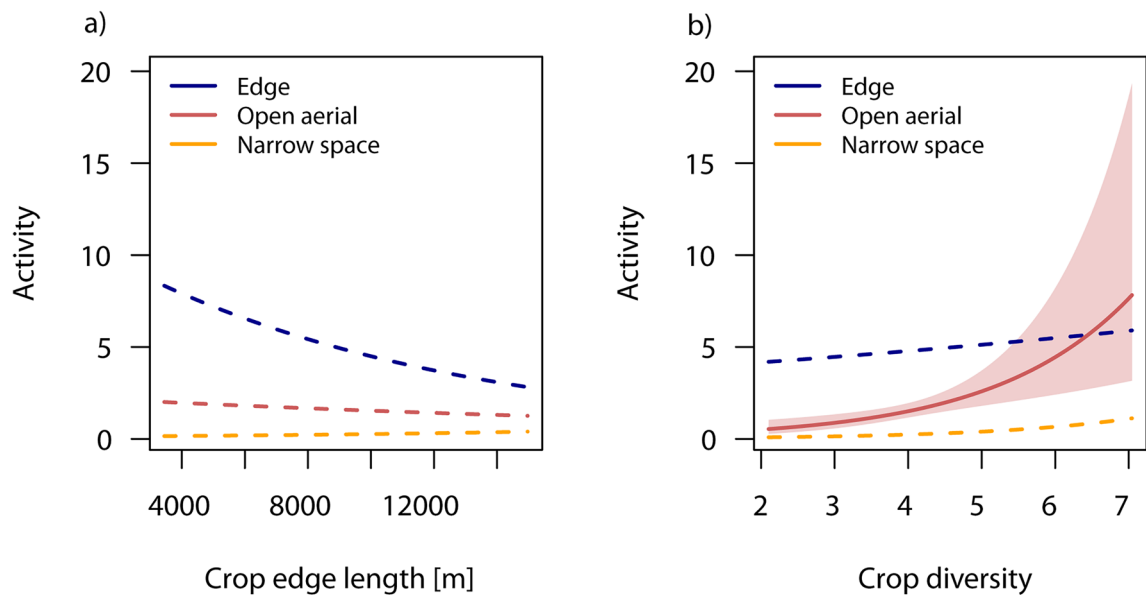 a)
20
15
10
5
0
Activity
Edge
Open aerial
Narrow space
4000 8000 12000
Crop edge length [m]
b)
20
15
10
5
0
Activity
Edge
Open aerial
Narrow space
2 3 4 5 6 7
Crop diversity